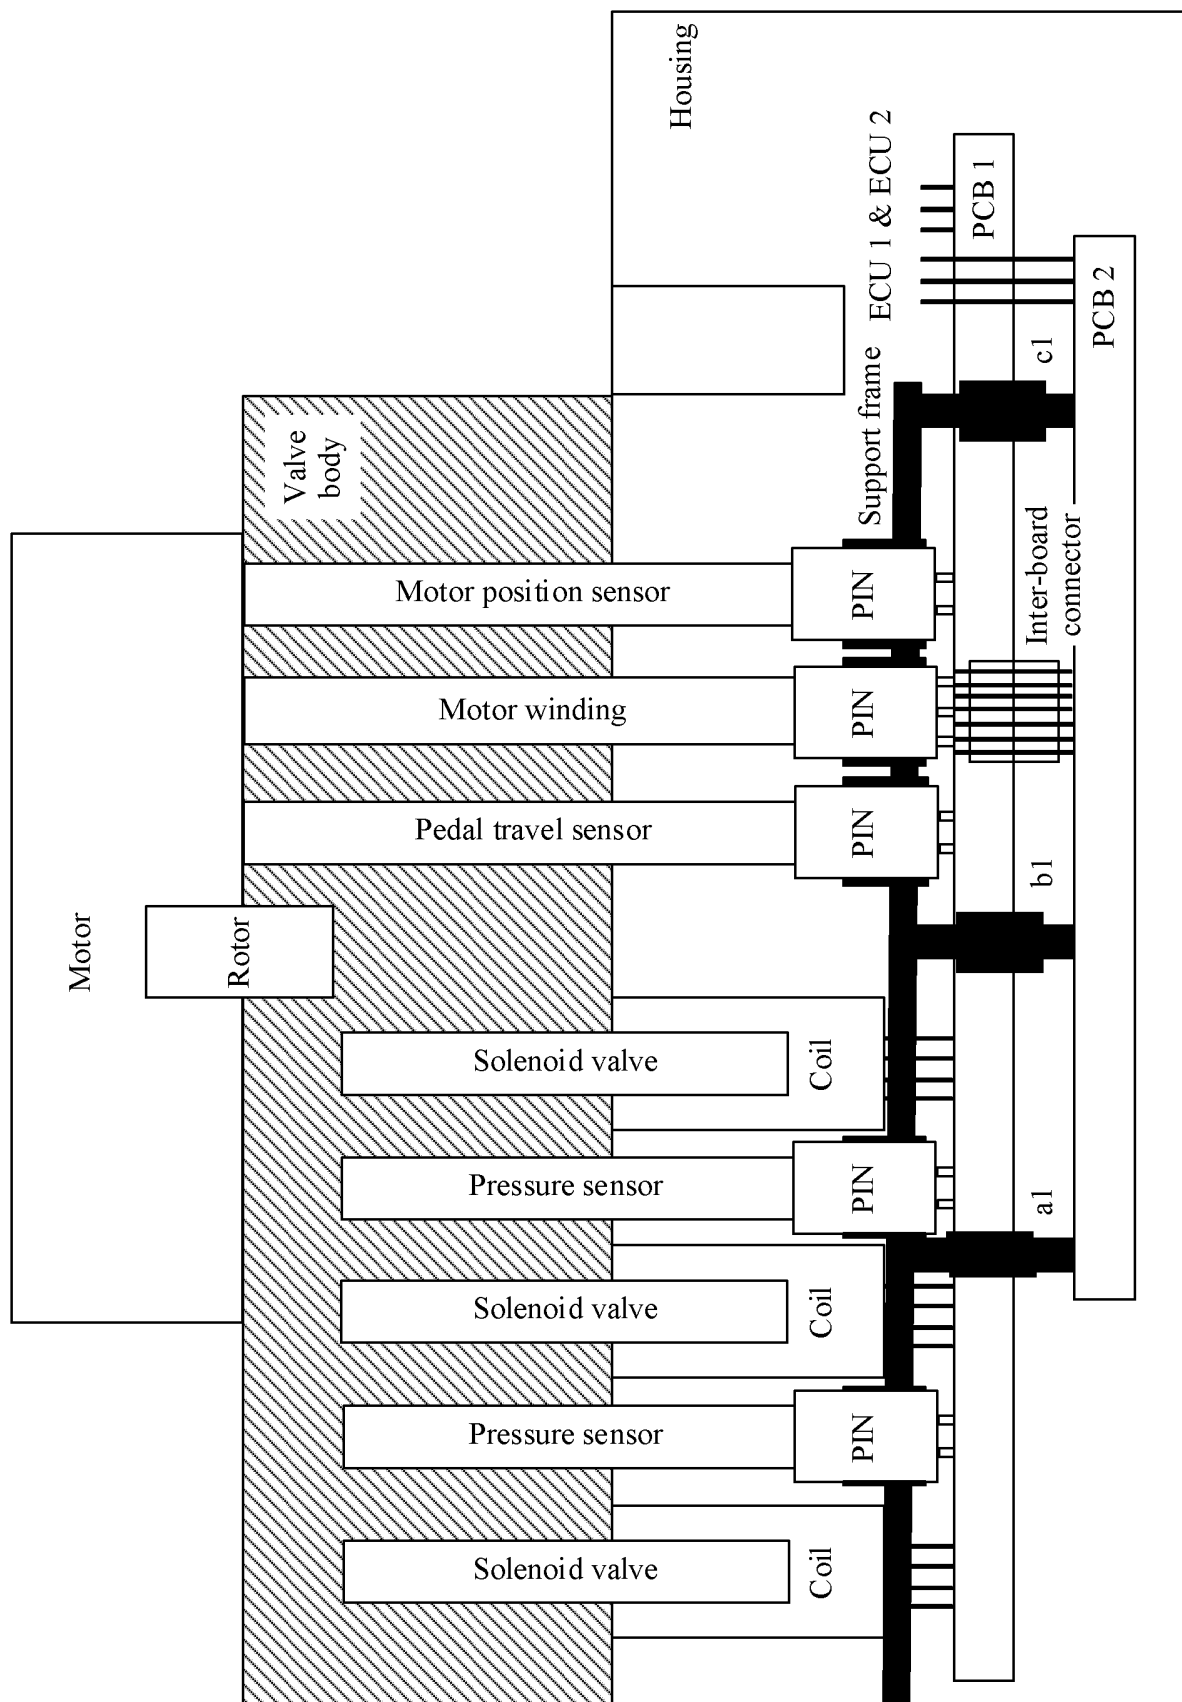 Housing
ECU 1 & ECU 2
PCB 1
PCB 2
Support frame
c1
Valve
body
Motor position sensor
PIN
Inter-board
connector
Motor winding
PIN
Pedal travel sensor
PIN
b1
Motor
Rotor
Solenoid valve
Coil
Pressure sensor
PIN
a1
Solenoid valve
Coil
Pressure sensor
PIN
Solenoid valve
Coil